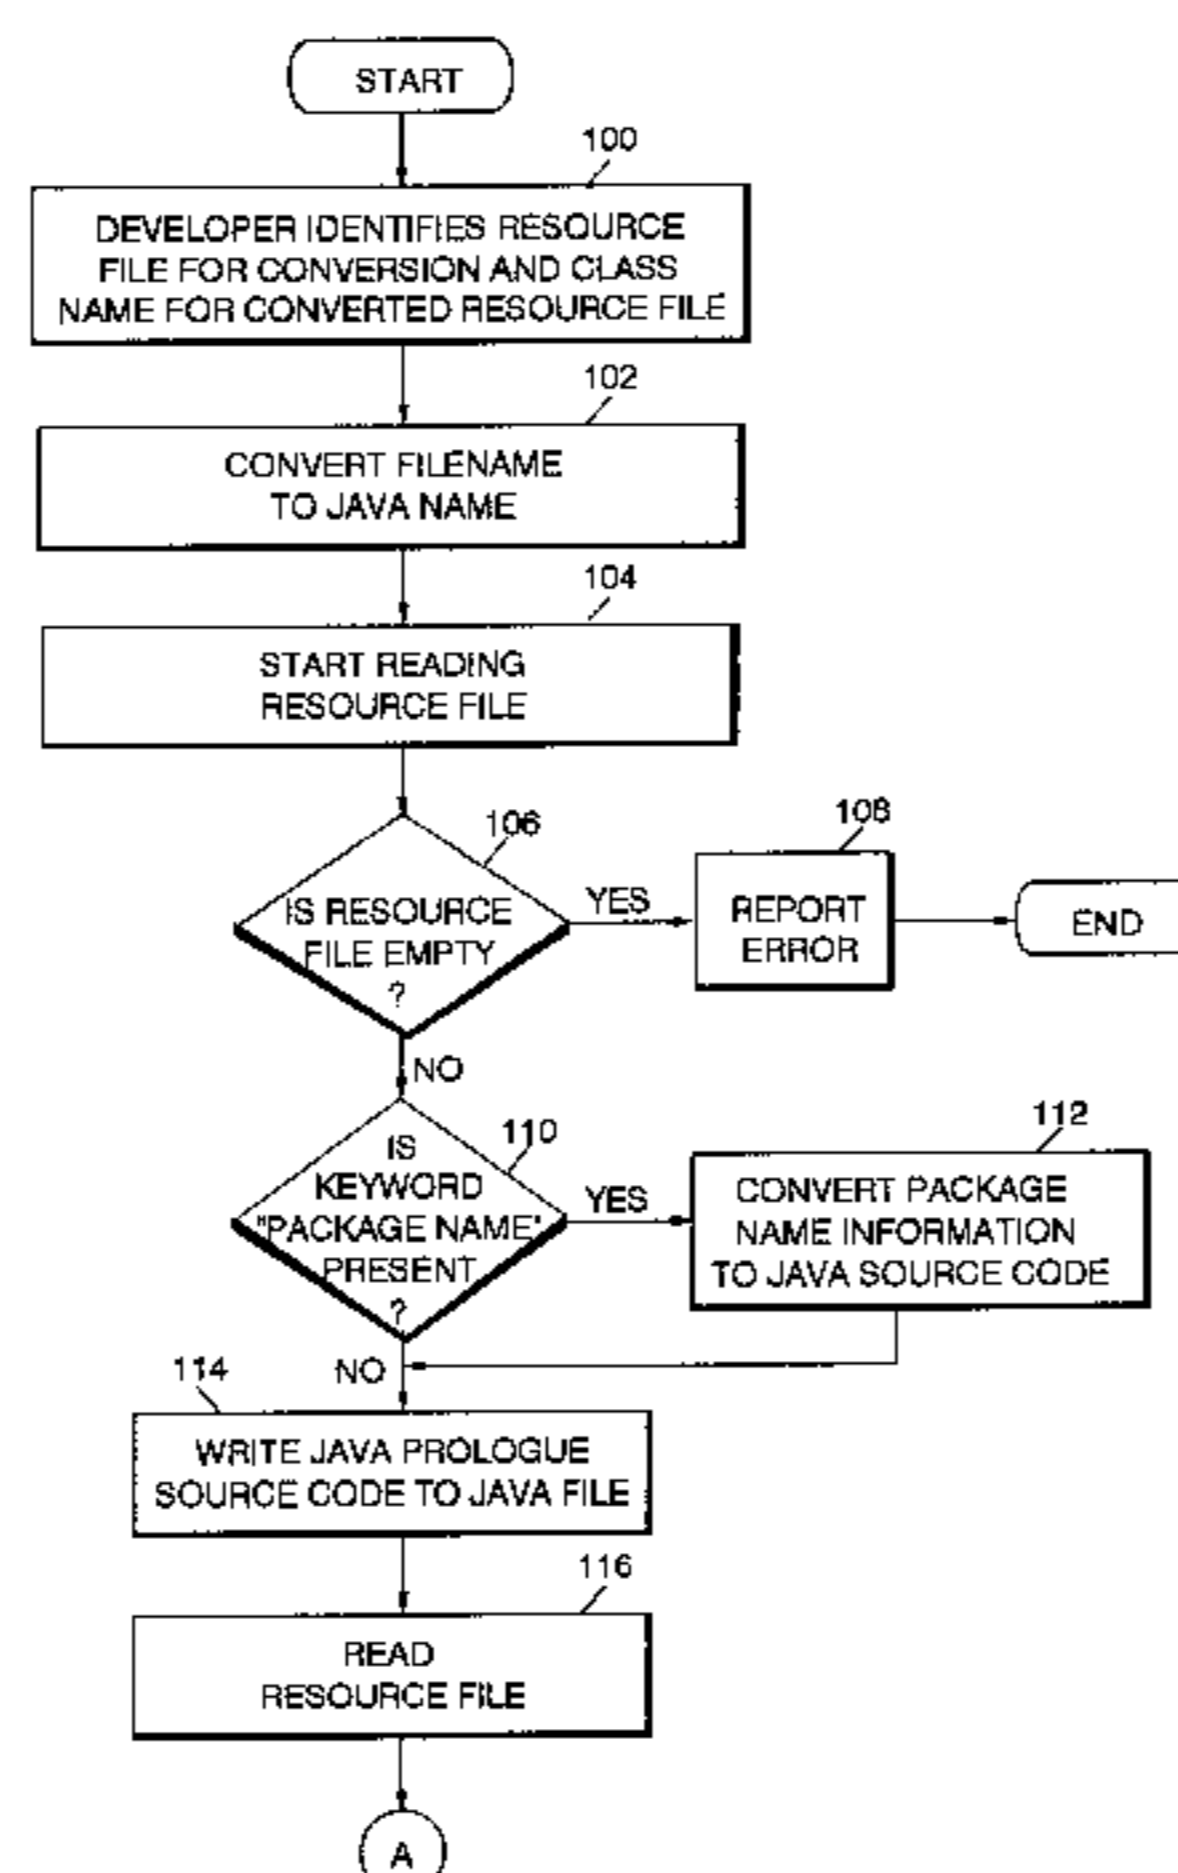 START
100
DEVELOPER IDENTIFIES RESOURCE
FILE FOR CONVERSION AND CLASS
NAME FOR CONVERTED RESOURCE FILE
102
CONVERT FILENAME
TO JAVA NAME
104
START READING
RESOURCE FILE
106
IS RESOURCE
FILE EMPTY
?
YES
108
REPORT
ERROR
END
NO
110
IS
KEYWORD
"PACKAGE NAME"
PRESENT
?
YES
112
CONVERT PACKAGE
NAME INFORMATION
TO JAVA SOURCE CODE
NO
114
WRITE JAVA PROLOGUE
SOURCE CODE TO JAVA FILE
116
READ
RESOURCE FILE
A